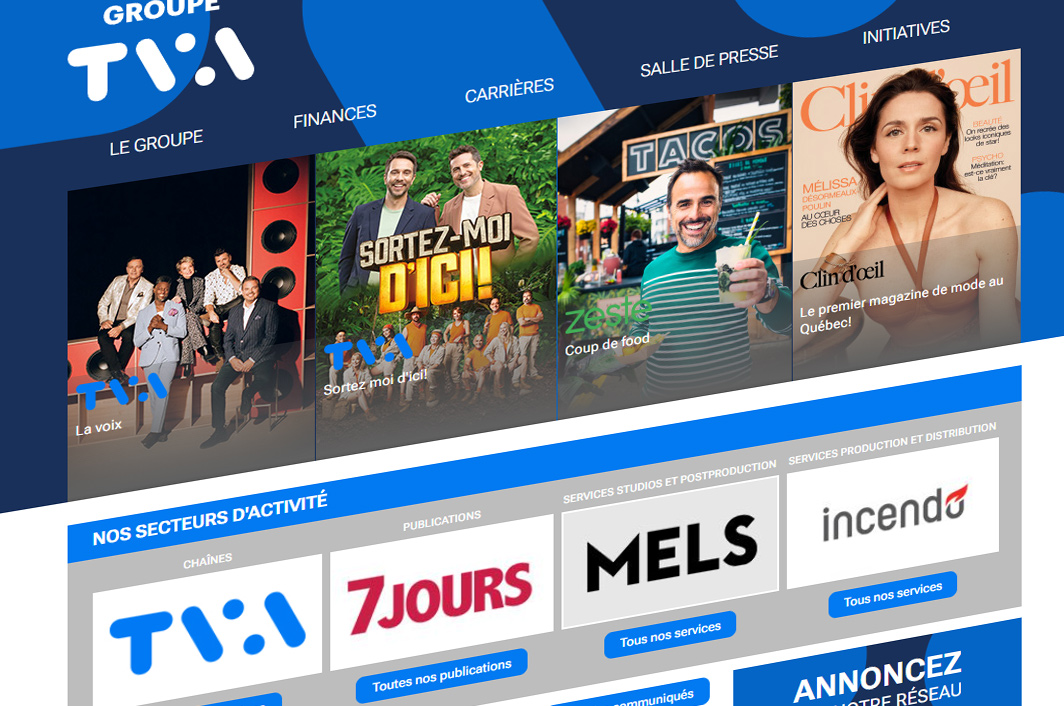 GROUPE
TVA
LE GROUPE
FINANCES
CARRIÈRES
SALLE DE PRESSE
INITIATIVES
TVA
La voix
SORTEZ-MOI
D'ICI!
TVA
Sortez moi d'ici!
TACOS
zeste
Coup de food
Clin d'œil
BEAUTÉ
On recrée des
looks iconiques
de star!
PSYCHO
Méditation:
est-ce vraiment
la clé?
MÉLISSA
DÉSORMEAUX-
POULIN
AU CŒUR
DES CHOSES
Clin d'œil
Le premier magazine de mode au
Québec!
NOS SECTEURS D'ACTIVITÉ
CHAÎNES
TVA
PUBLICATIONS
7JOURS
Toutes nos publications
SERVICES STUDIOS ET POSTPRODUCTION
MELS
Tous nos services
SERVICES PRODUCTION ET DISTRIBUTION
incendo
Tous nos services
communiqués
ANNONCEZ
NOTRE RÉSEAU